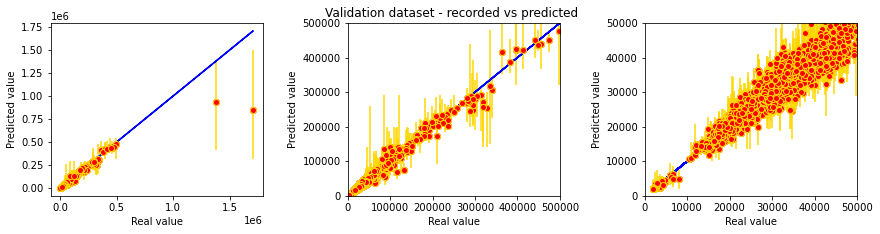 Validation dataset - recorded vs predicted
1e6
1.75
1.50
1.25
1.00
0.75
0.50
0.25
0.00
Predicted value
0.0 0.5 1.0 1.5
1e6
Real value
500000
400000
300000
200000
100000
0
Predicted value
0 100000 200000 300000 400000 500000
Real value
50000
40000
30000
20000
10000
0
Predicted value
0 10000 20000 30000 40000 50000
Real value